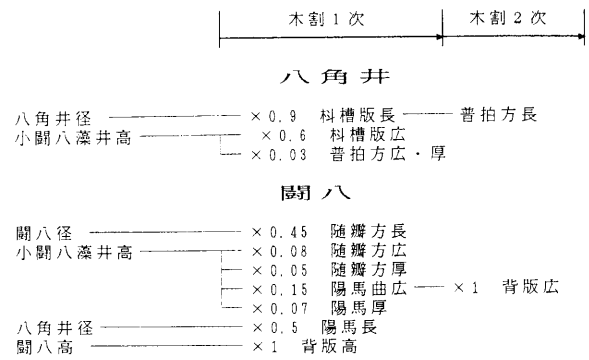 木割1次 木割2次
八角井
八角井径 ×0.9 枓槽版長 普拍方長
小闘八藻井高 ×0.6 枓槽版広
×0.03 普拍方広・厚
闘八
闘八径 ×0.45 随瓣方長
小闘八藻井高 ×0.08 随瓣方広
×0.05 随瓣方厚
×0.15 陽馬曲広 ×1 背版広
×0.07 陽馬厚
八角井径 ×0.5 陽馬長
闘八高 ×1 背版高